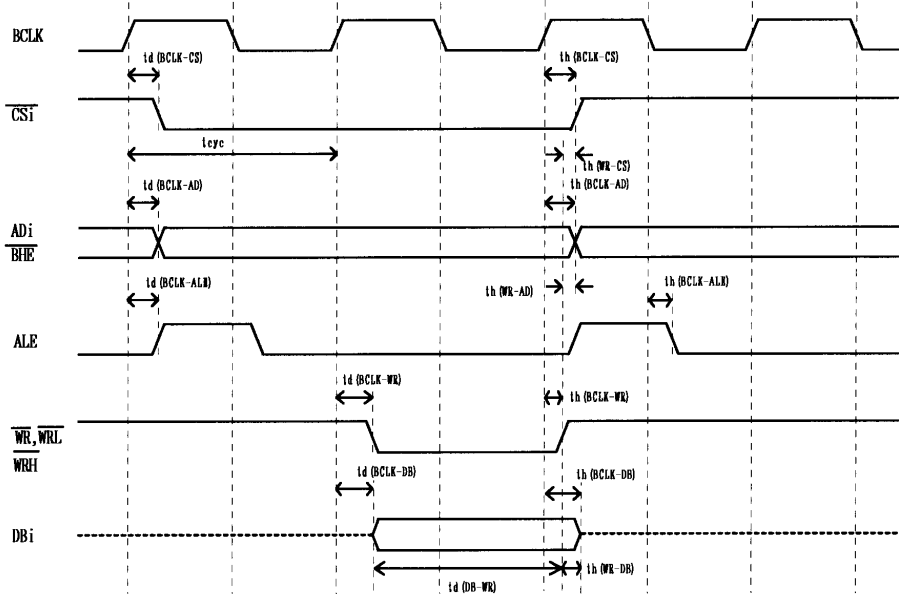 BCLK
td (BCLK-CS)
th (BCLK-CS)
CSi
tcyc
th (WR-CS)
td (BCLK-AD)
th (BCLK-AD)
ADi
BHE
td (BCLK-ALE)
th (WR-AD)
th (BCLK-ALE)
ALE
td (BCLK-WR)
th (BCLK-WR)
WR, WRL
WRH
td (BCLK-DB)
th (BCLK-DB)
DBi
th (WR-DB)
td (DB-WR)